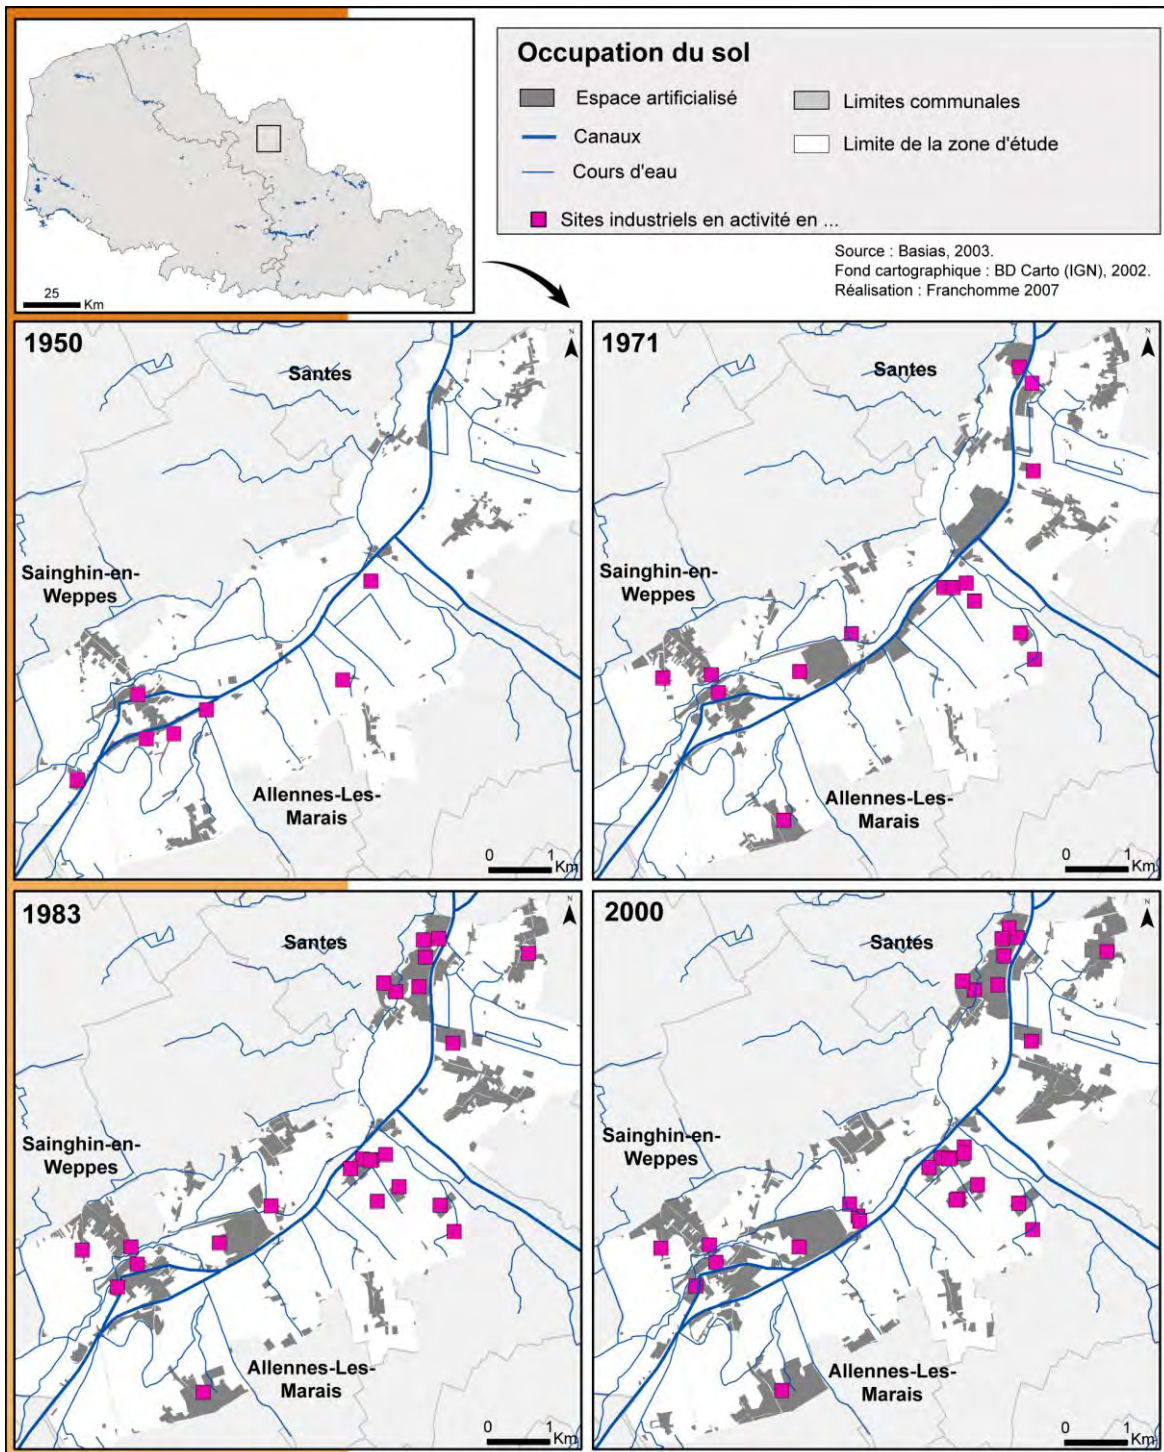 Occupation du sol
Espace artificialisé
Limites communales
Canaux
Limite de la zone d'étude
Cours d'eau
Sites industriels en activité en ...
25
Km
Source : Basias, 2003.
Fond cartographique : BD Carto (IGN), 2002.
Réalisation : Franchomme 2007
1950
N
Santes
Sainghin-en-
Weppes
Allennes-Les-
Marais
0 1
Km
1971
N
Santes
Sainghin-en-
Weppes
Allennes-Les-
Marais
0 1
Km
1983
N
Santes
Sainghin-en-
Weppes
Allennes-Les-
Marais
0 1
Km
2000
N
Santes
Sainghin-en-
Weppes
Allennes-Les-
Marais
0 1
Km